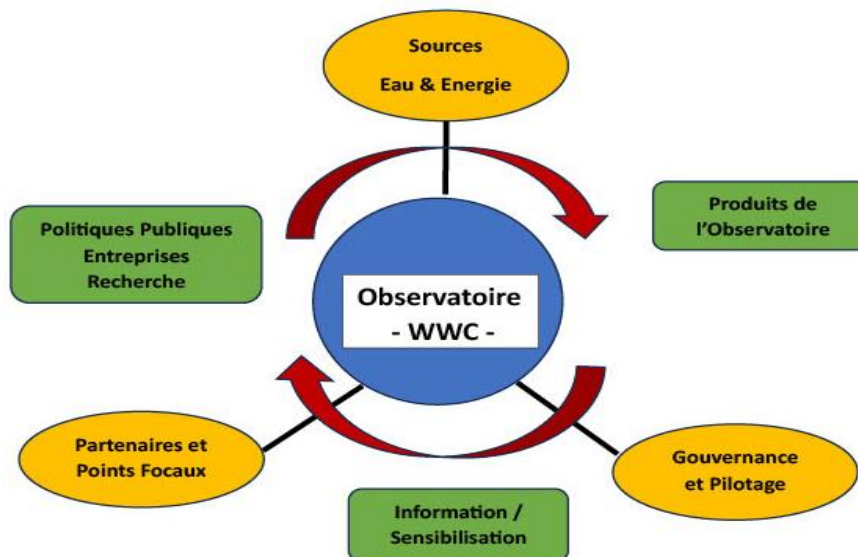 Sources
Eau & Energie
Politiques Publiques
Entreprises
Recherche
Produits de
l'Observatoire
Observatoire
- WWC -
Partenaires et
Points Focaux
Gouvernance
et Pilotage
Information /
Sensibilisation